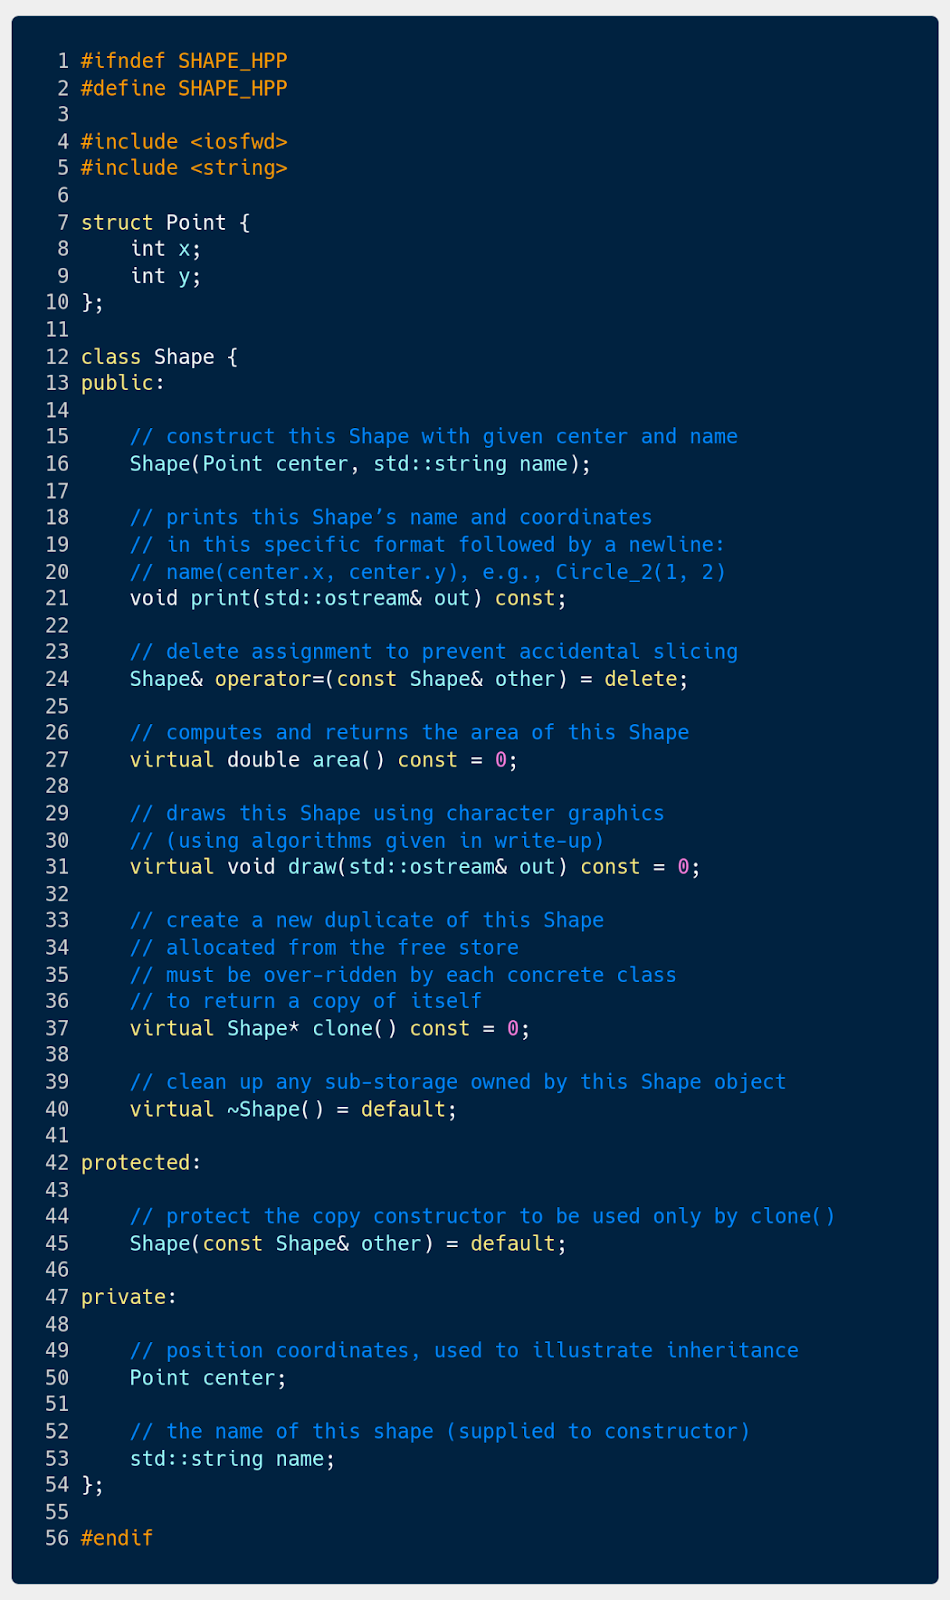 1 #ifndef SHAPE_HPP
2 #define SHAPE_HPP
3
4 #include <iosfwd>
5 #include <string>
6
7 struct Point {
8     int x;
9     int y;
10 };
11
12 class Shape {
13 public:
14
15     // construct this Shape with given center and name
16     Shape(Point center, std::string name);
17
18     // prints this Shape’s name and coordinates
19     // in this specific format followed by a newline:
20     // name(center.x, center.y), e.g., Circle_2(1, 2)
21     void print(std::ostream& out) const;
22
23     // delete assignment to prevent accidental slicing
24     Shape& operator=(const Shape& other) = delete;
25
26     // computes and returns the area of this Shape
27     virtual double area() const = 0;
28
29     // draws this Shape using character graphics
30     // (using algorithms given in write-up)
31     virtual void draw(std::ostream& out) const = 0;
32
33     // create a new duplicate of this Shape
34     // allocated from the free store
35     // must be over-ridden by each concrete class
36     // to return a copy of itself
37     virtual Shape* clone() const = 0;
38
39     // clean up any sub-storage owned by this Shape object
40     virtual ~Shape() = default;
41
42 protected:
43
44     // protect the copy constructor to be used only by clone()
45     Shape(const Shape& other) = default;
46
47 private:
48
49     // position coordinates, used to illustrate inheritance
50     Point center;
51
52     // the name of this shape (supplied to constructor)
53     std::string name;
54 };
55
56 #endif